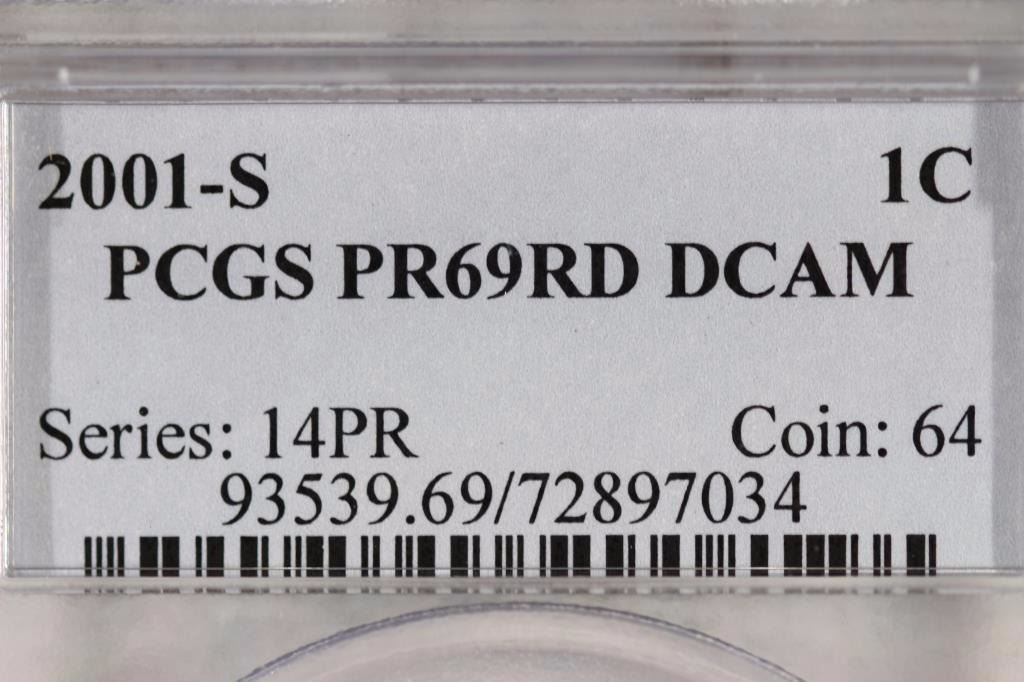 2001-S 1C
PCGS PR69RD DCAM
Series: 14PR Coin: 64
93539.69/72897034